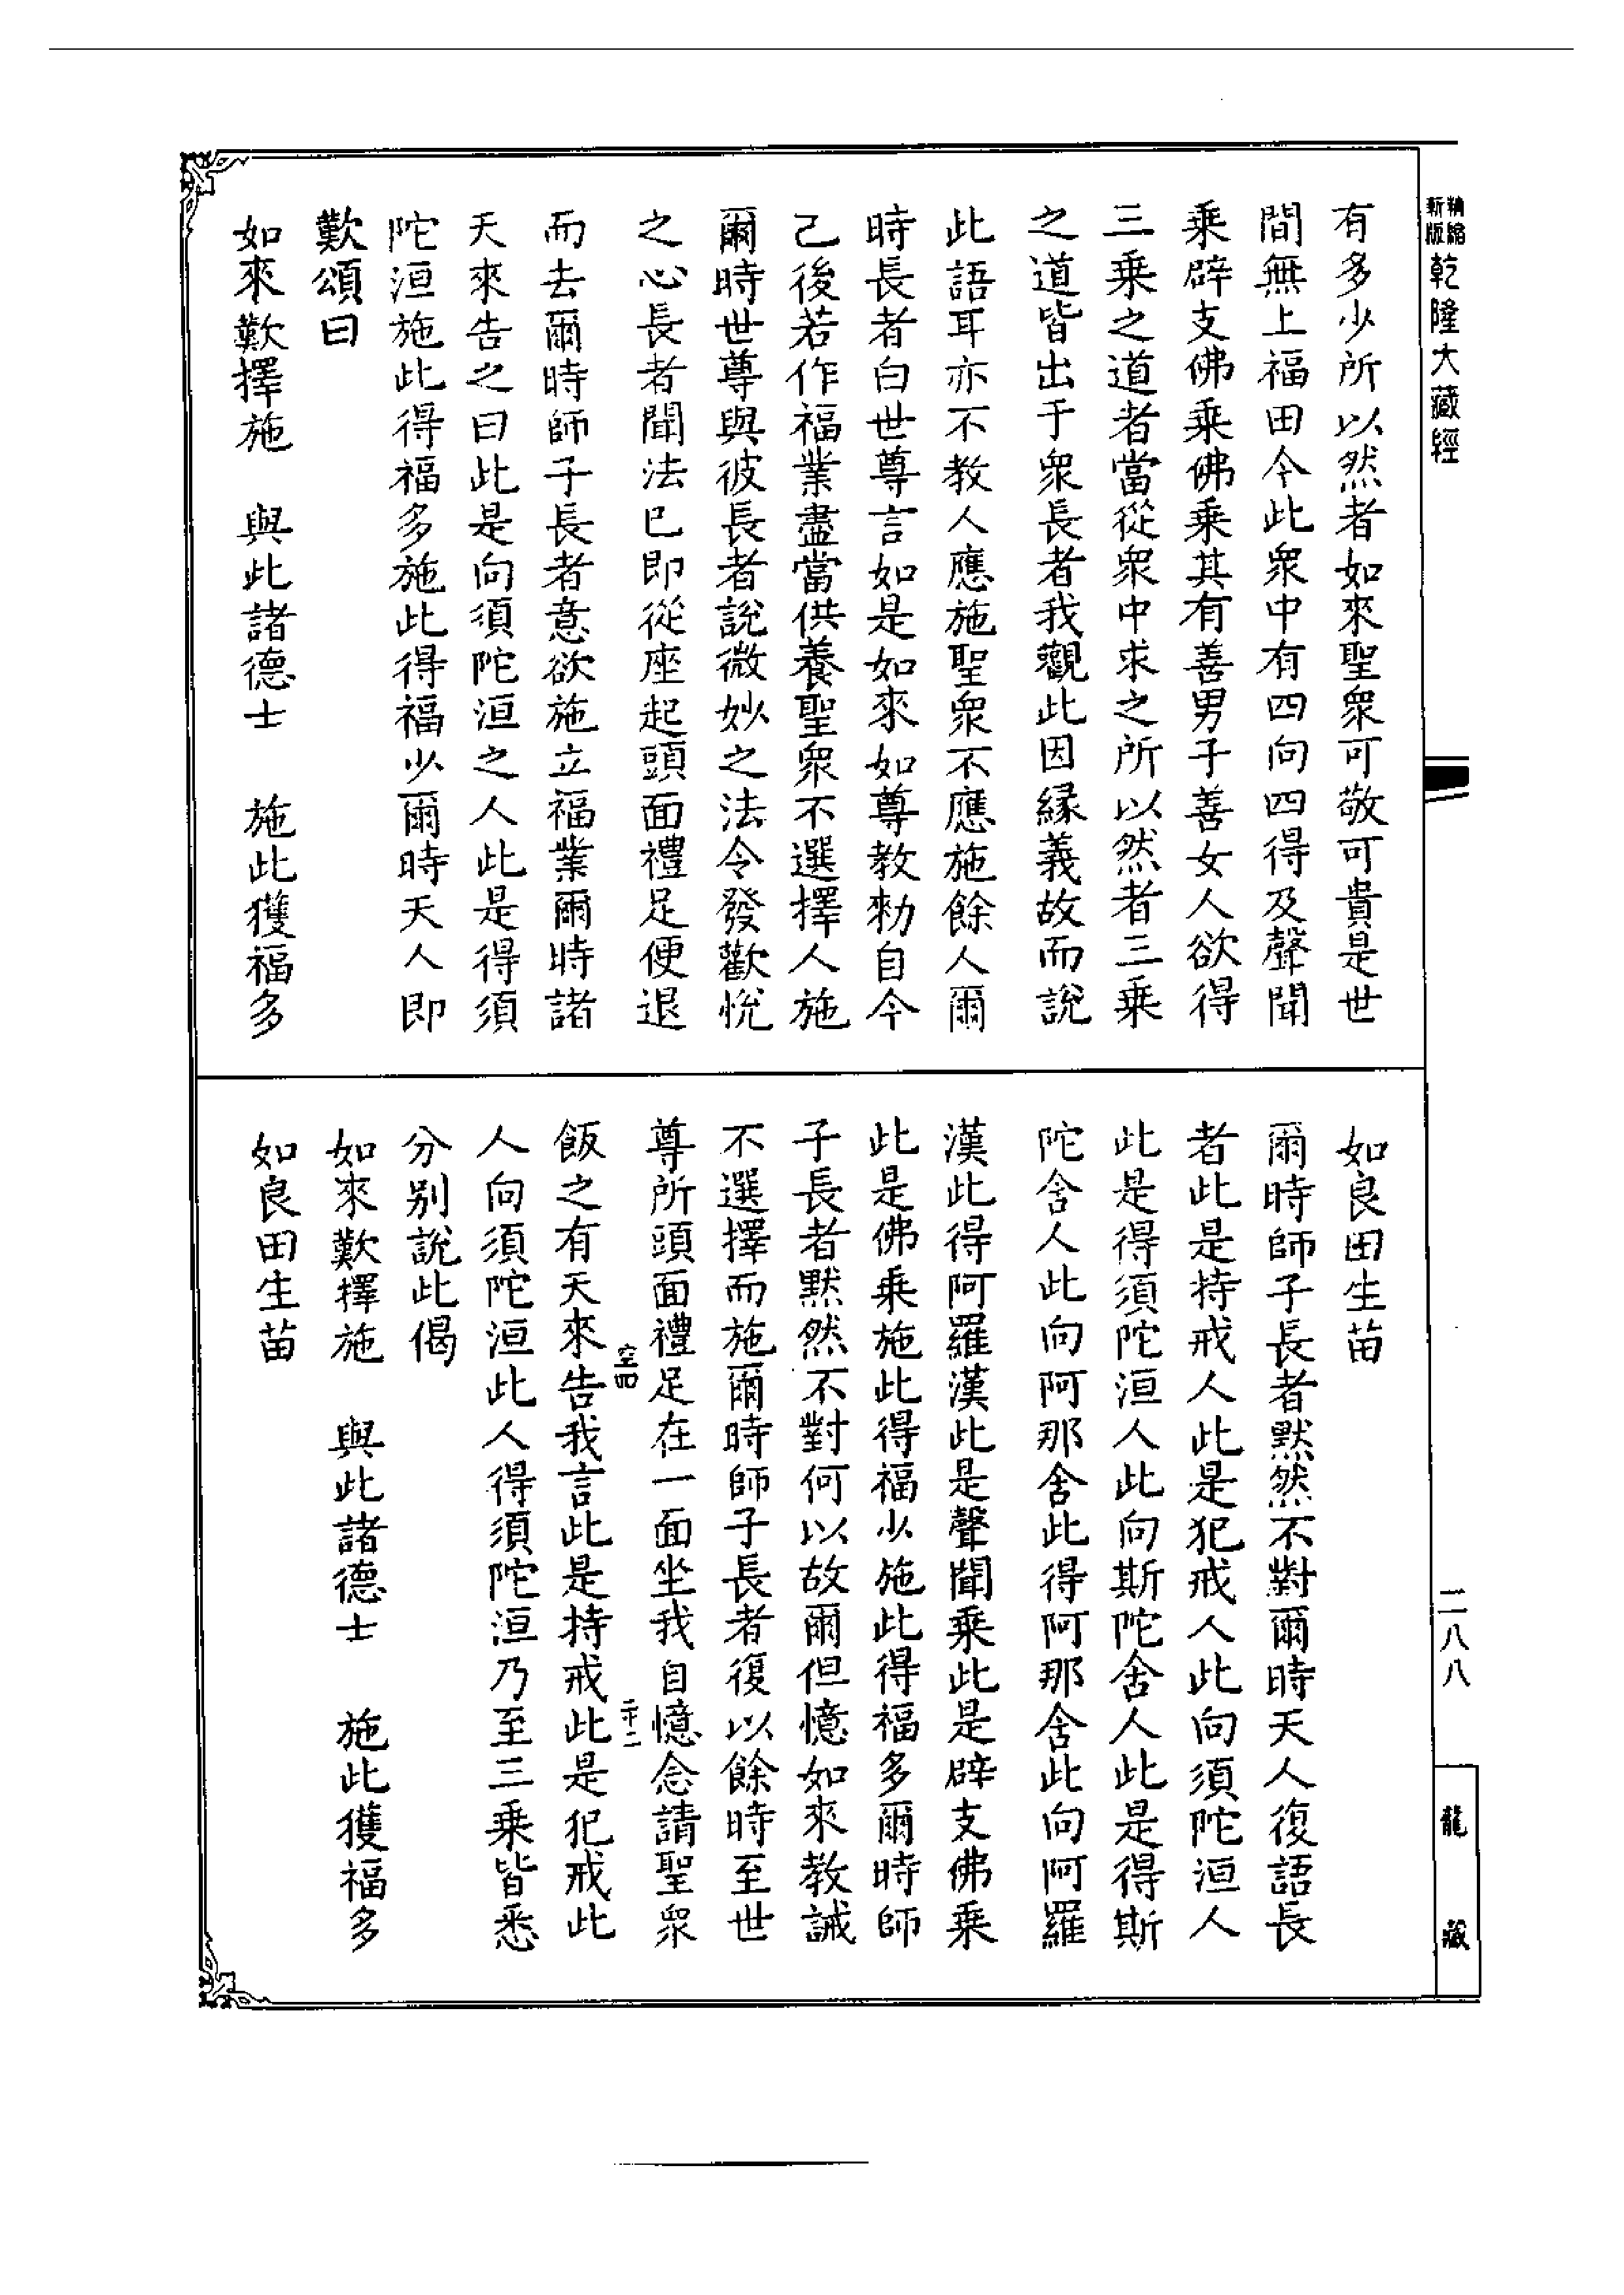 新版精縮乾隆大藏經
有多少所以然者如來聖衆可敬可貴是世
間無上福田今此衆中有四向四得及聲聞
乘辟支佛乘佛乘其有善男子善女人欲得
三乘之道者當從衆中求之所以然者三乘
之道皆出于衆長者我觀此因縁義故而說
此語耳亦不教人應施聖衆不應施餘人爾
時長者白世尊言如是如來如尊教勑自今
己後若作福業盡當供養聖衆不選擇人施
爾時世尊與彼長者說微妙之法令發歡悅
之心長者聞法已即從座起頭面禮足便退
而去爾時師子長者意欲施立福業爾時諸
天來告之曰此是向須陀洹之人此是得須
陀洹施此得福多施此得福少爾時天人即
歎頌曰
如來歎擇施　與此諸德士　施此獲福多
如良田生苗
爾時師子長者黙然不對爾時天人復語長
者此是持戒人此是犯戒人此向須陀洹人
此是得須陀洹人此向斯陀含人此是得斯
陀含人此向阿那含此得阿那含此向阿羅
漢此得阿羅漢此是聲聞乘此是辟支佛乘
此是佛乘施此得福少施此得福多爾時師
子長者黙然不對何以故爾但憶如來教誡
不選擇而施爾時師子長者復以餘時至世
尊所頭面禮足在一面坐我自憶念請聖衆
空四
二十二
飯之有天來告我言此是持戒此是犯戒此
人向須陀洹此人得須陀洹乃至三乘皆悉
分别說此偈
如來歎擇施　與此諸德士　施此獲福多
如良田生苗
二八八
龍藏